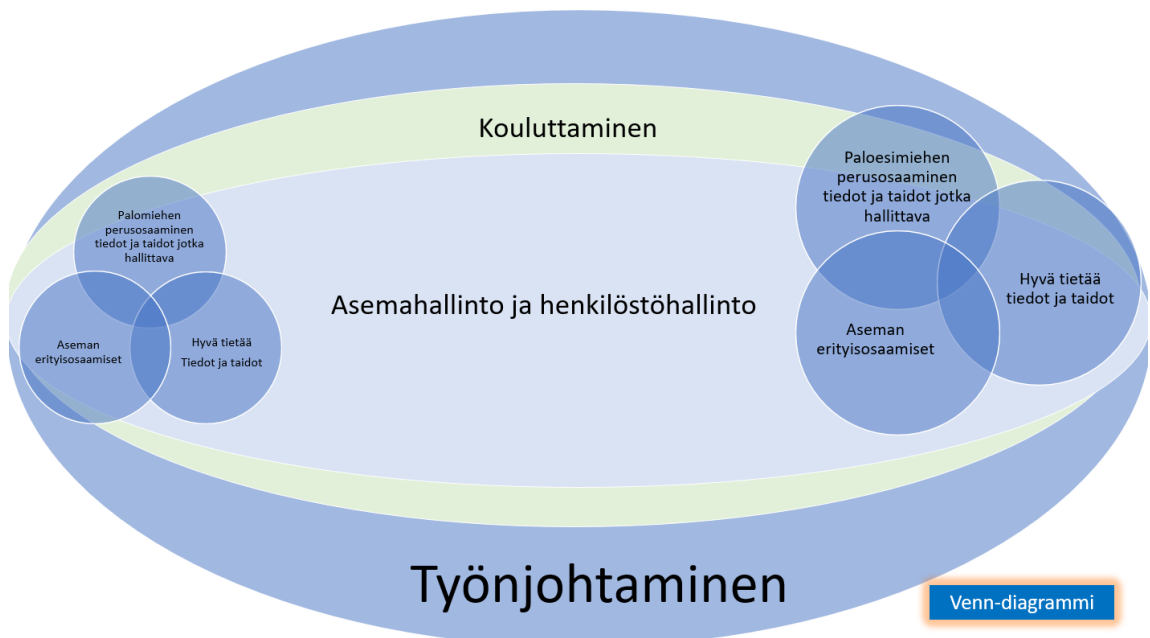 Kouluttaminen
Palomiehen
perusosaaminen
tiedot ja taidot jotka
hallittava
Aseman
erityisosaamiset
Hyvä tietää
Tiedot ja taidot
Asemahallinto ja henkilöstöhallinto
Paloesimiehen
perusosaaminen
tiedot ja taidot jotka
hallittava
Aseman
erityisosaamiset
Hyvä tietää
tiedot ja taidot
Työnjohtaminen
Venn-diagrammi